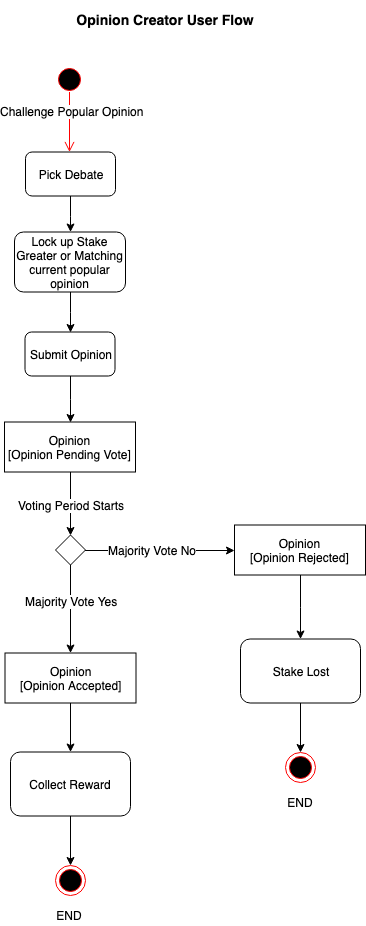 Opinion Creator User Flow
Challenge Popular Opinion
Pick Debate
Lock up Stake
Greater or Matching
current popular
opinion
Submit Opinion
Opinion
[Opinion Pending Vote]
Voting Period Starts
Majority Vote No
Opinion
[Opinion Rejected]
Majority Vote Yes
Opinion
[Opinion Accepted]
Stake Lost
Collect Reward
END
END